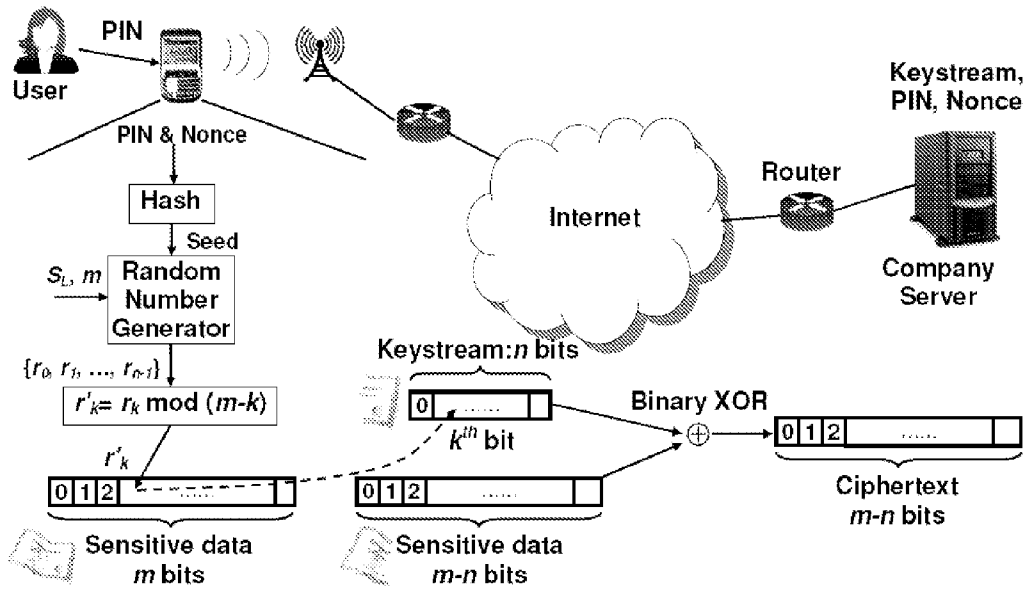 PIN
User
Keystream,
PIN, Nonce
PIN & Nonce
Router
Hash
Internet
Seed
S_L, m
Random
Number
Generator
Company
Server
{r_0, r_1, ..., r_{n-1}}
Keystream:n bits
r'_k = r_k mod (m-k)
0 ......
Binary XOR
k^th bit
r'_k
0 1 2 ......
0 1 2 ......
0 1 2 ......
Ciphertext
m-n bits
Sensitive data
m bits
Sensitive data
m-n bits